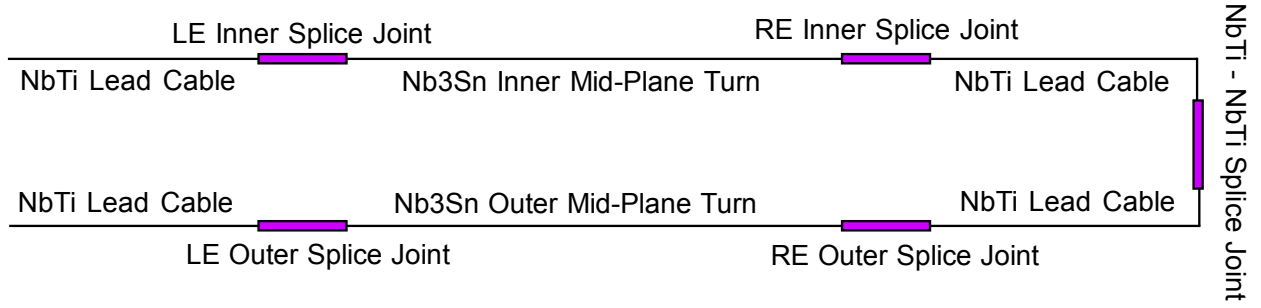 LE Inner Splice Joint
RE Inner Splice Joint
NbTi Lead Cable
Nb3Sn Inner Mid-Plane Turn
NbTi Lead Cable
NbTi - NbTi Splice Joint
NbTi Lead Cable
Nb3Sn Outer Mid-Plane Turn
NbTi Lead Cable
LE Outer Splice Joint
RE Outer Splice Joint